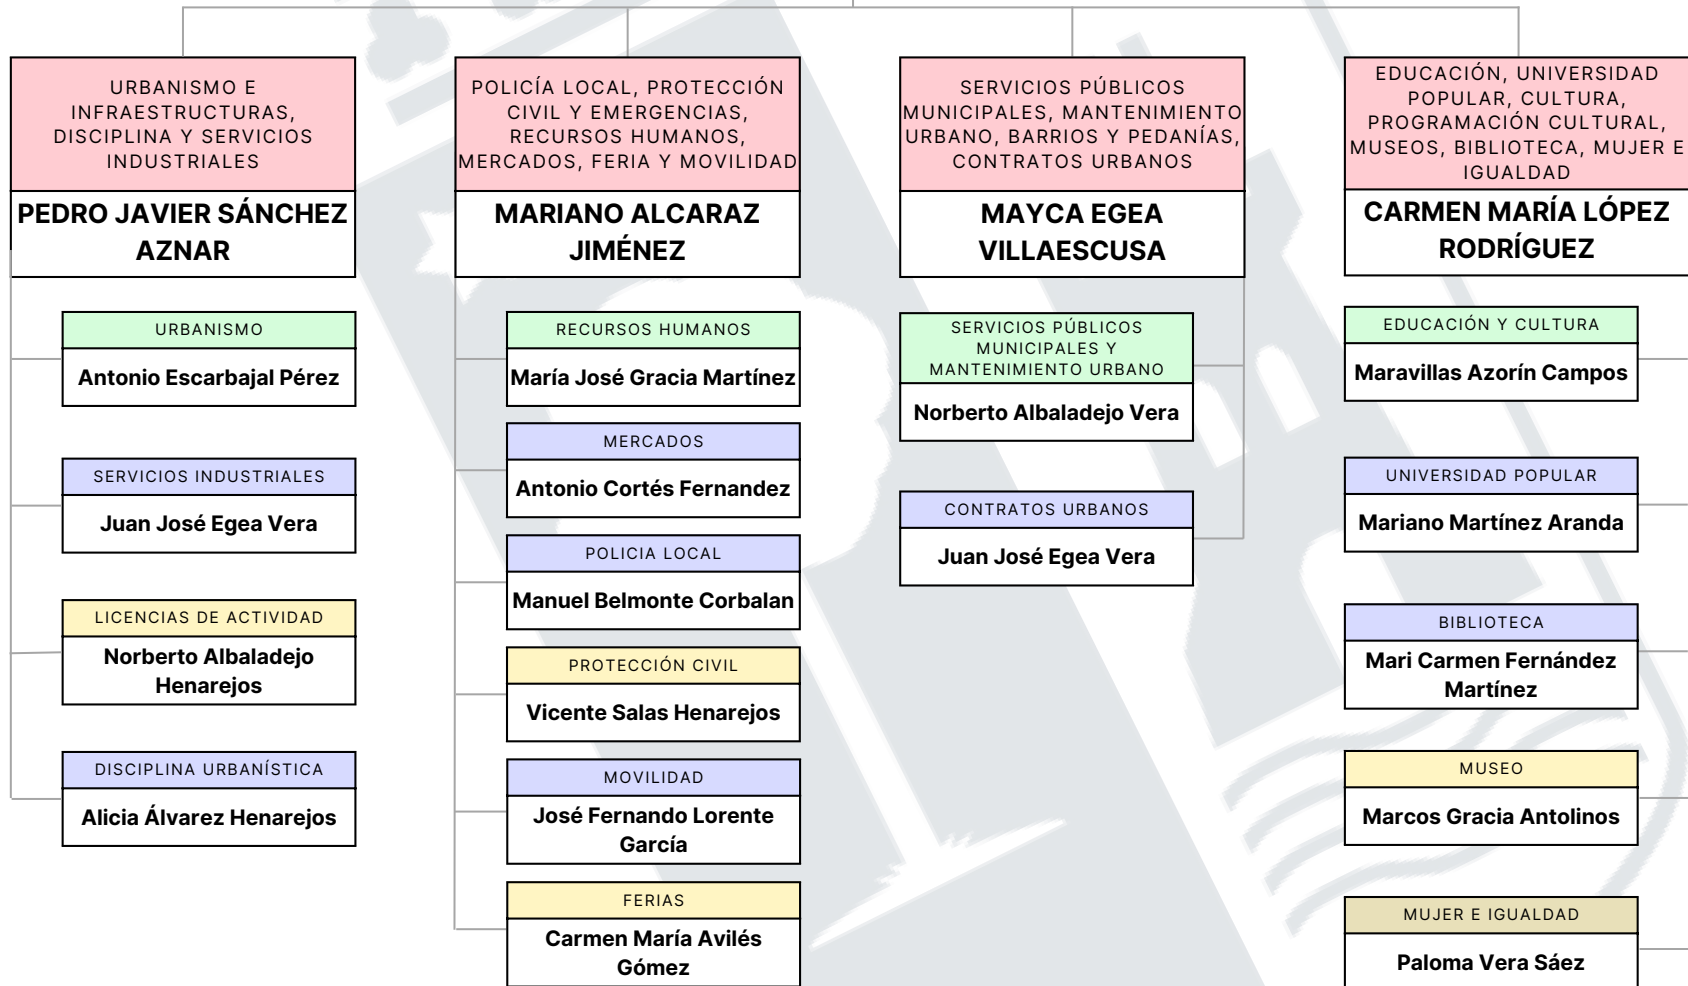 URBANISMO E
INFRAESTRUCTURAS,
DISCIPLINA Y SERVICIOS
INDUSTRIALES
PEDRO JAVIER SÁNCHEZ
AZNAR
URBANISMO
Antonio Escarbajal Pérez
SERVICIOS INDUSTRIALES
Juan José Egea Vera
LICENCIAS DE ACTIVIDAD
Norberto Albaladejo
Henarejos
DISCIPLINA URBANÍSTICA
Alicia Álvarez Henarejos
POLICÍA LOCAL, PROTECCIÓN
CIVIL Y EMERGENCIAS,
RECURSOS HUMANOS,
MERCADOS, FERIA Y MOVILIDAD
MARIANO ALCARAZ
JIMÉNEZ
RECURSOS HUMANOS
María José Gracia Martínez
MERCADOS
Antonio Cortés Fernandez
POLICIA LOCAL
Manuel Belmonte Corbalan
PROTECCIÓN CIVIL
Vicente Salas Henarejos
MOVILIDAD
José Fernando Lorente
García
FERIAS
Carmen María Avilés
Gómez
SERVICIOS PÚBLICOS
MUNICIPALES, MANTENIMIENTO
URBANO, BARRIOS Y PEDANÍAS,
CONTRATOS URBANOS
MAYCA EGEA
VILLAESCUSA
SERVICIOS PÚBLICOS
MUNICIPALES Y
MANTENIMIENTO URBANO
Norberto Albaladejo Vera
CONTRATOS URBANOS
Juan José Egea Vera
EDUCACIÓN, UNIVERSIDAD
POPULAR, CULTURA,
PROGRAMACIÓN CULTURAL,
MUSEOS, BIBLIOTECA, MUJER E
IGUALDAD
CARMEN MARÍA LÓPEZ
RODRÍGUEZ
EDUCACIÓN Y CULTURA
Maravillas Azorín Campos
UNIVERSIDAD POPULAR
Mariano Martínez Aranda
BIBLIOTECA
Mari Carmen Fernández
Martínez
MUSEO
Marcos Gracia Antolinos
MUJER E IGUALDAD
Paloma Vera Sáez